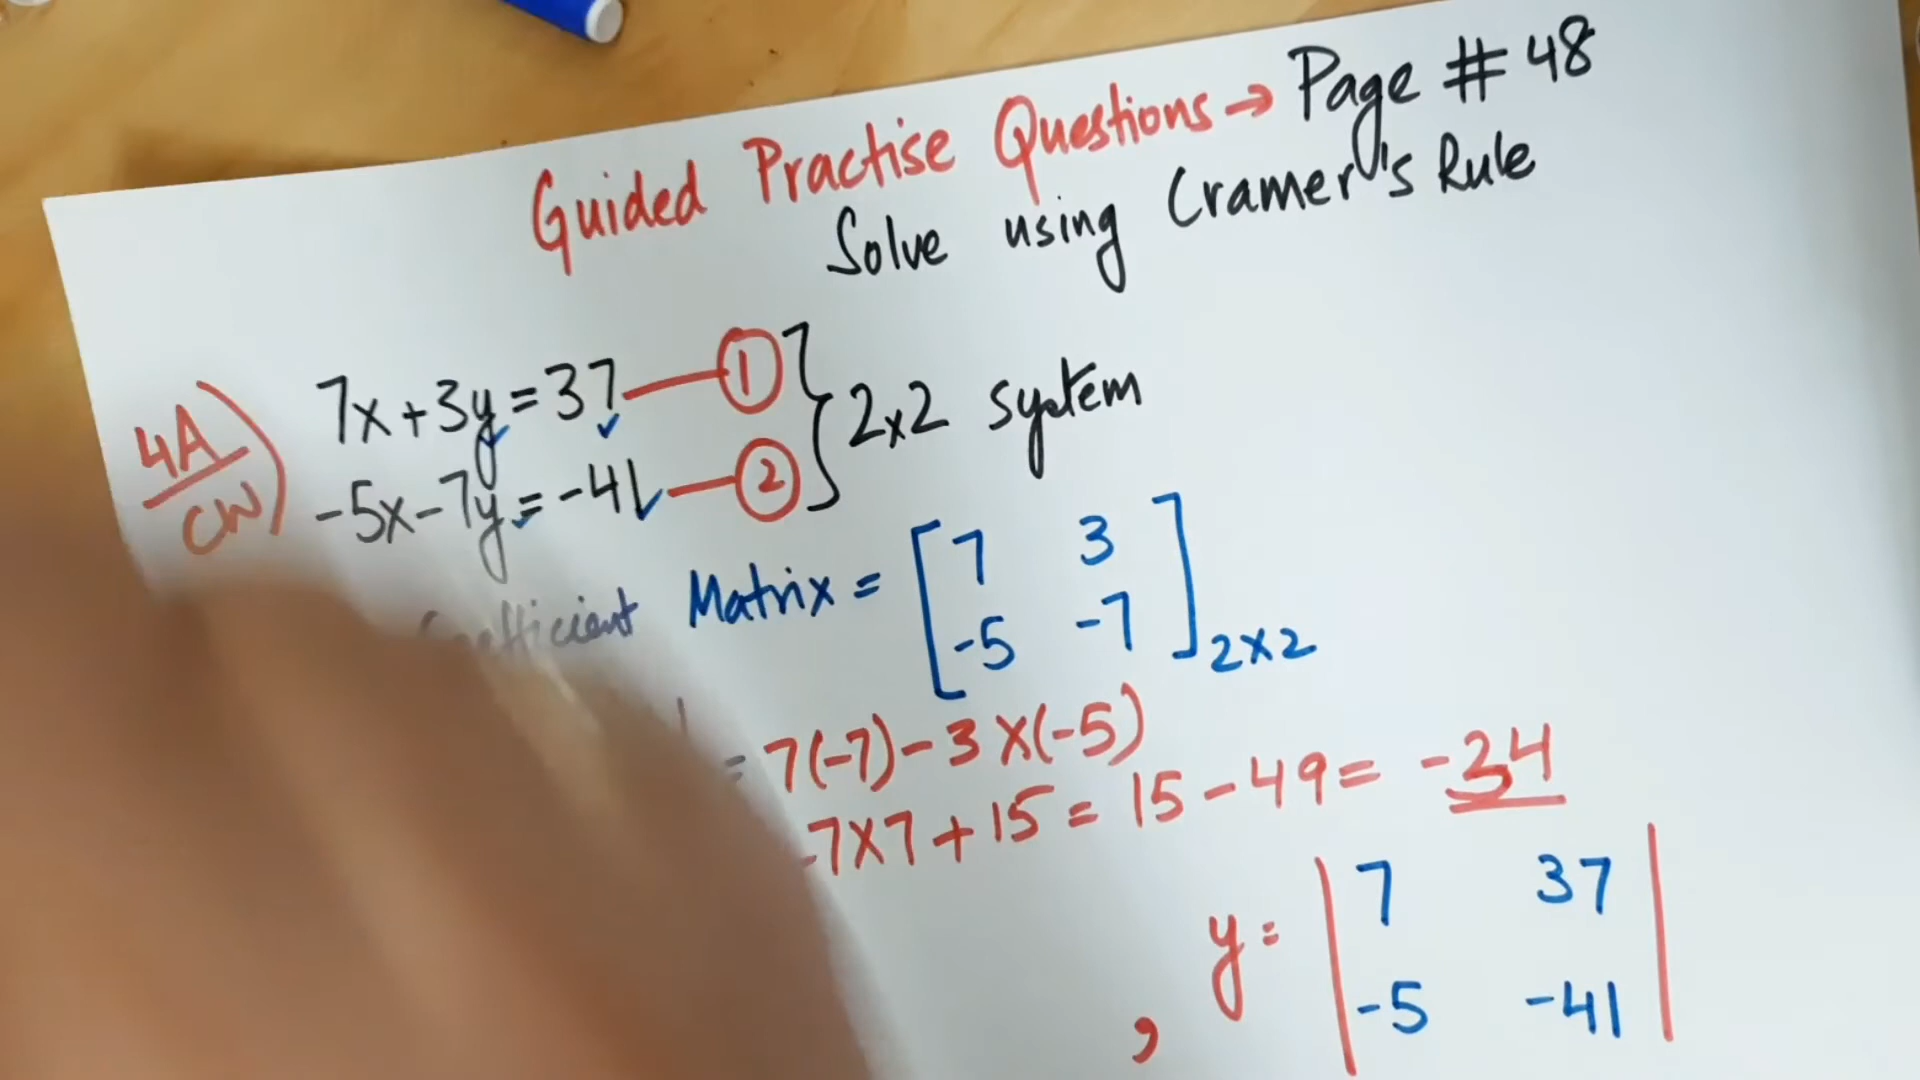 Guided Practise Questions → Page # 48
Solve using Cramer's Rule
4A
CW
7x+3y=37 ① 2x2 system
-5x-7y=-41 ②
Coefficient Matrix = [7 3
-5 -7] 2x2
= 7(-7)-3x(-5)
-7x7+15=15-49=-34
, y= |7 37|
|-5 -41|